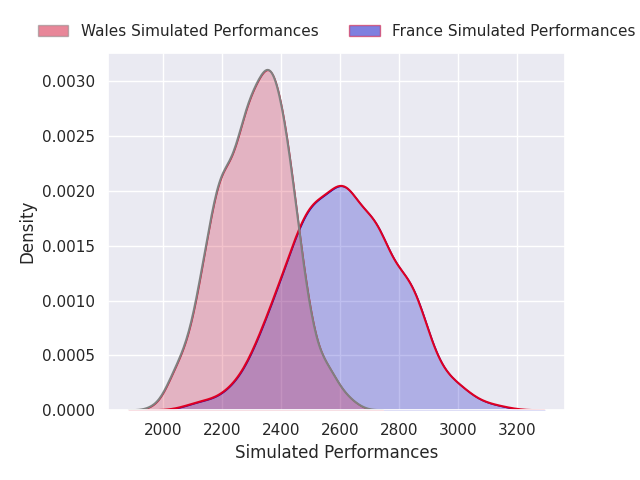 Wales Simulated Performances France Simulated Performances
0.0030
0.0025
0.0020
0.0015
0.0010
0.0005
0.0000
Density
2000 2200 2400 2600 2800 3000 3200
Simulated Performances